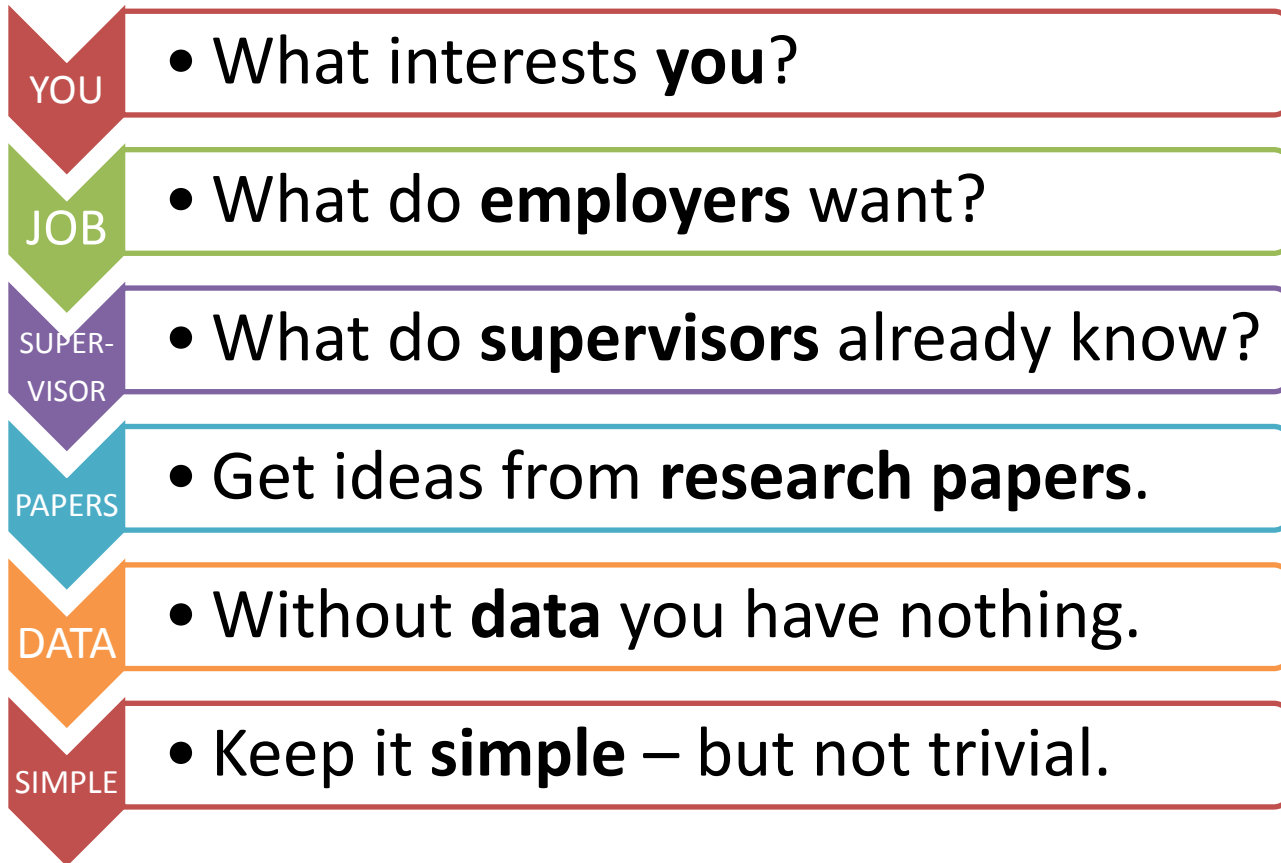 YOU
• What interests you?
JOB
• What do employers want?
SUPER-
VISOR
• What do supervisors already know?
PAPERS
• Get ideas from research papers.
DATA
• Without data you have nothing.
SIMPLE
• Keep it simple – but not trivial.